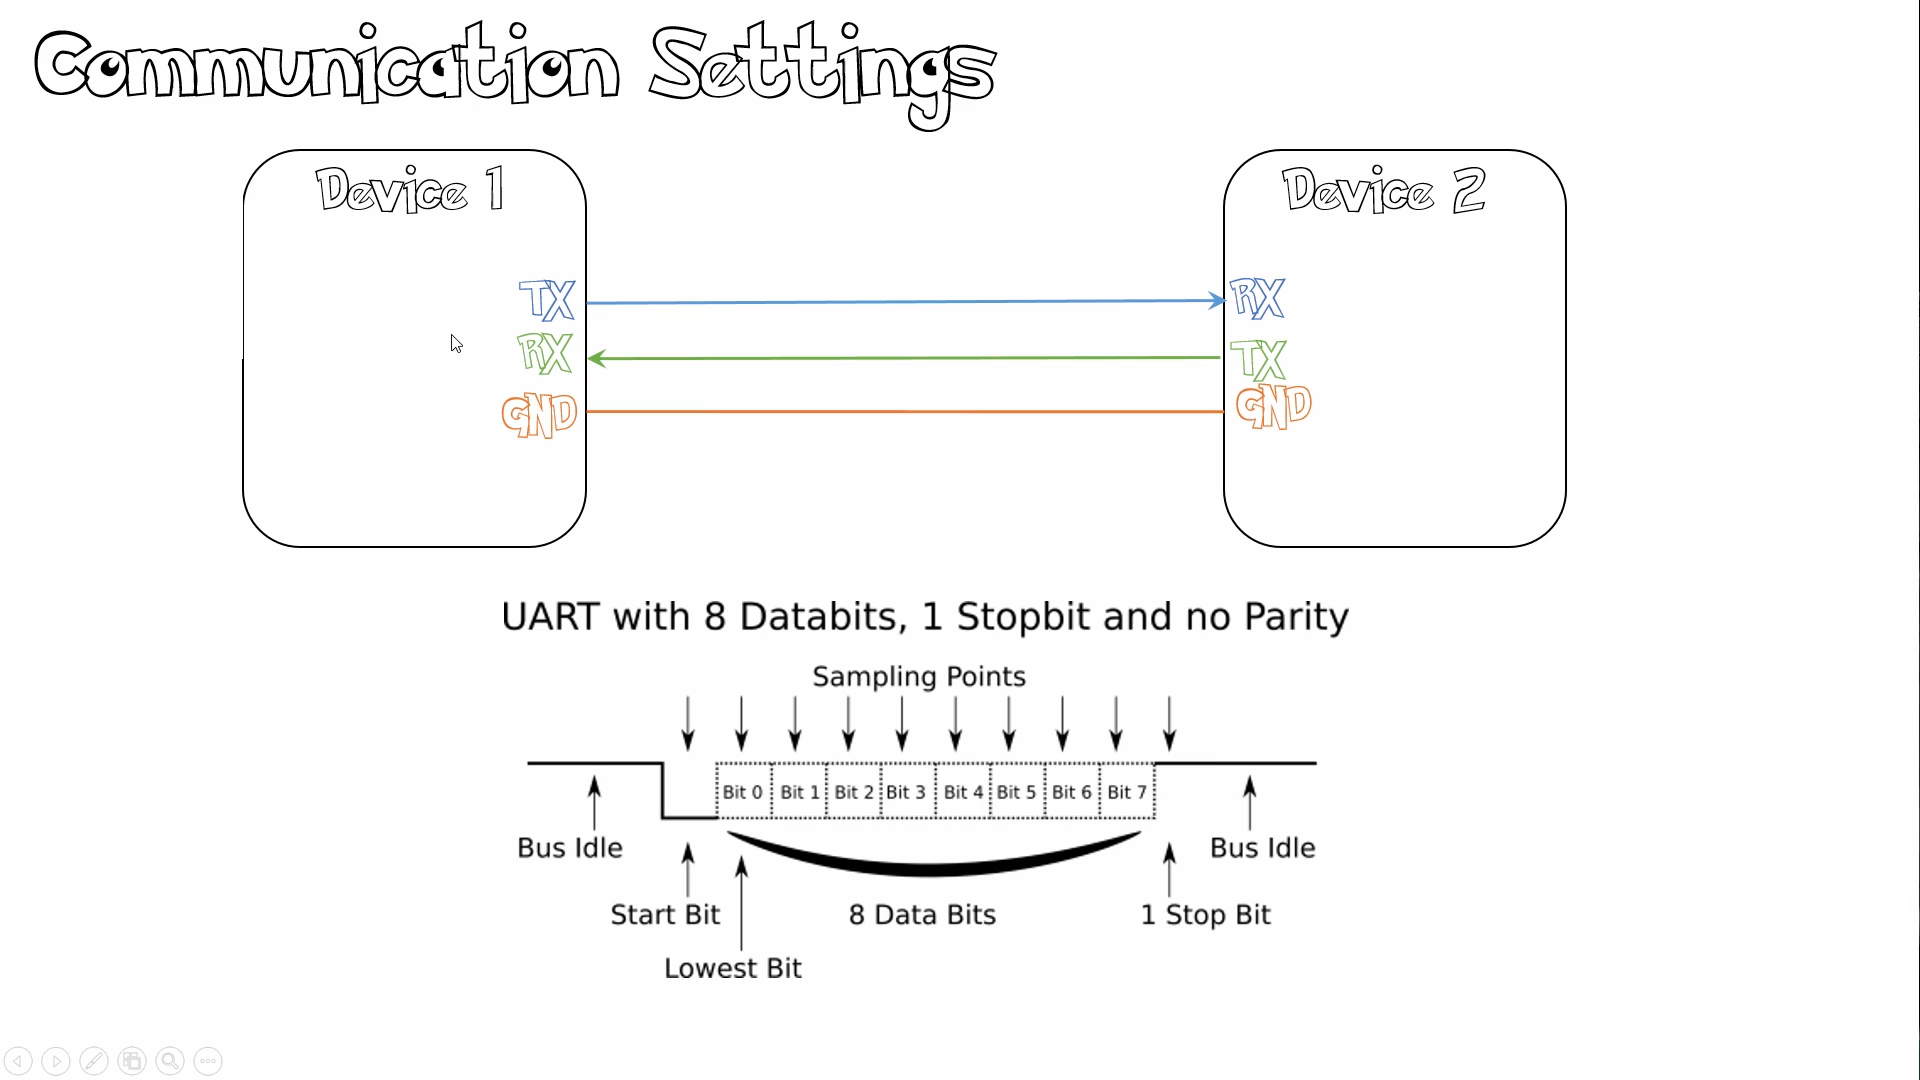 Communication Settings
Device 1
Device 2
TX
RX
RX
TX
GND
GND
UART with 8 Databits, 1 Stopbit and no Parity
Sampling Points
Bit 0 Bit 1 Bit 2 Bit 3 Bit 4 Bit 5 Bit 6 Bit 7
Bus Idle
Bus Idle
Start Bit
8 Data Bits
1 Stop Bit
Lowest Bit